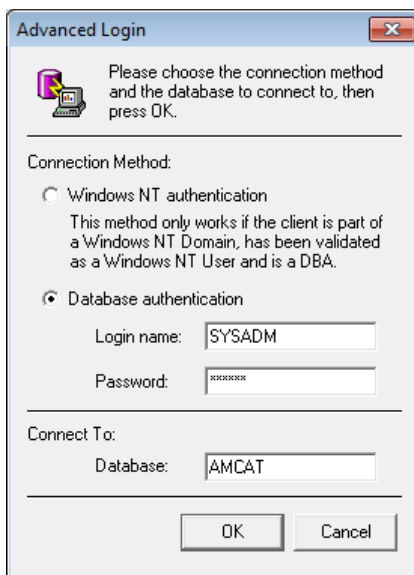 Advanced Login
Please choose the connection method
and the database to connect to, then
press OK.
Connection Method:
Windows NT authentication
This method only works if the client is part of
a Windows NT Domain, has been validated
as a Windows NT User and is a DBA.
Database authentication
Login name: SYSADM
Password: ******
Connect To:
Database: AMCAT
OK Cancel